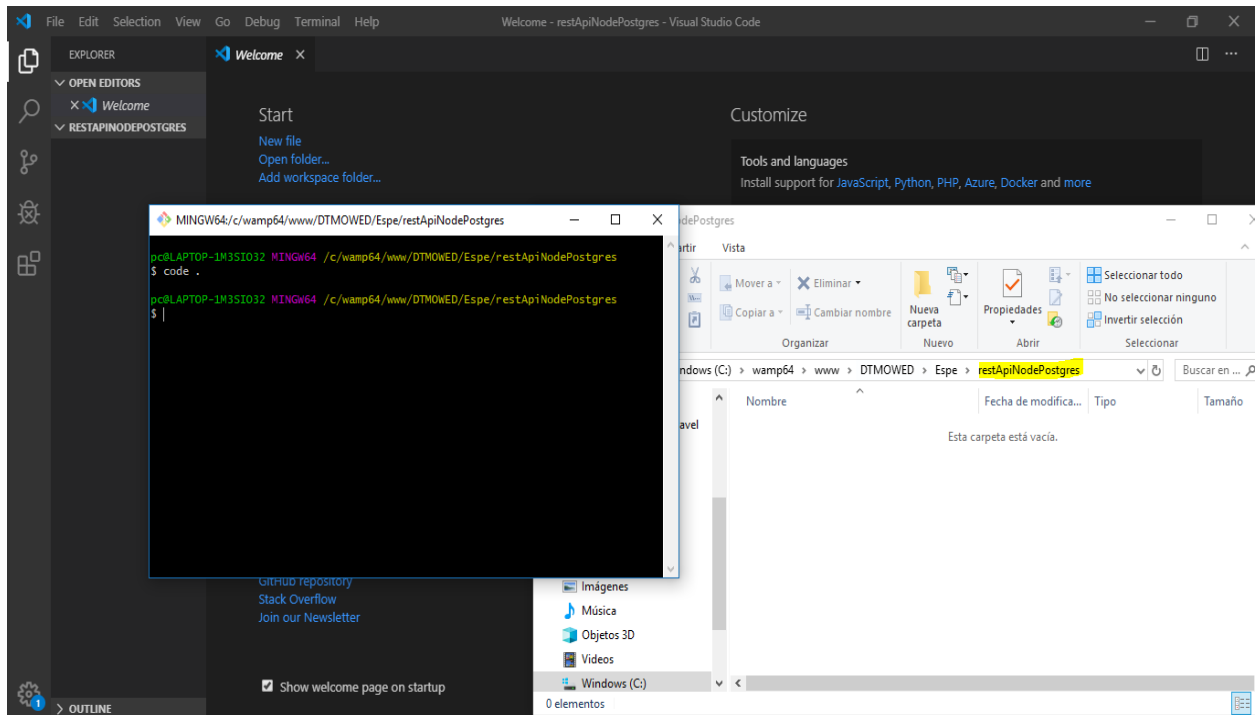 File Edit Selection View Go Debug Terminal Help
Welcome - restApiNodePostgres - Visual Studio Code
EXPLORER
OPEN EDITORS
Welcome
RESTAPINODEPOSTGRES
OUTLINE
1
Welcome
Start
New file
Open folder...
Add workspace folder...
GitHub repository
Stack Overflow
Join our Newsletter
Show welcome page on startup
Customize
Tools and languages
Install support for JavaScript, Python, PHP, Azure, Docker and more
MINGW64:/c/wamp64/www/DTMOWED/Espe/restApiNodePostgres
pc@LAPTOP-1M3SIO32 MINGW64 /c/wamp64/www/DTMOWED/Espe/restApiNodePostgres
$ code .
pc@LAPTOP-1M3SIO32 MINGW64 /c/wamp64/www/DTMOWED/Espe/restApiNodePostgres
$
odePostgres
artir Vista
Mover a
Copiar a
Eliminar
Cambiar nombre
Organizar
Nueva carpeta
Nuevo
Propiedades
Abrir
Seleccionar todo
No seleccionar ninguno
Invertir selección
Seleccionar
ndows (C:) › wamp64 › www › DTMOWED › Espe › restApiNodePostgres
Buscar en ...
Nombre Fecha de modifica... Tipo Tamaño
Esta carpeta está vacía.
avel
Imágenes
Música
Objetos 3D
Videos
Windows (C:)
0 elementos